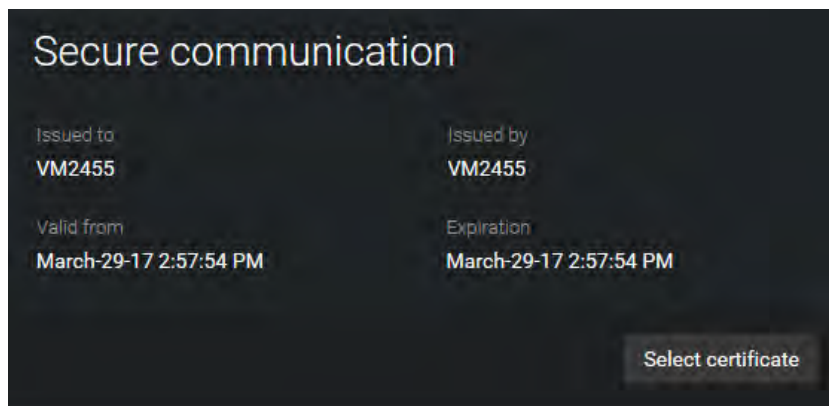 Secure communication
Issued to
Issued by
VM2455
VM2455
Valid from
Expiration
March-29-17 2:57:54 PM
March-29-17 2:57:54 PM
Select certificate